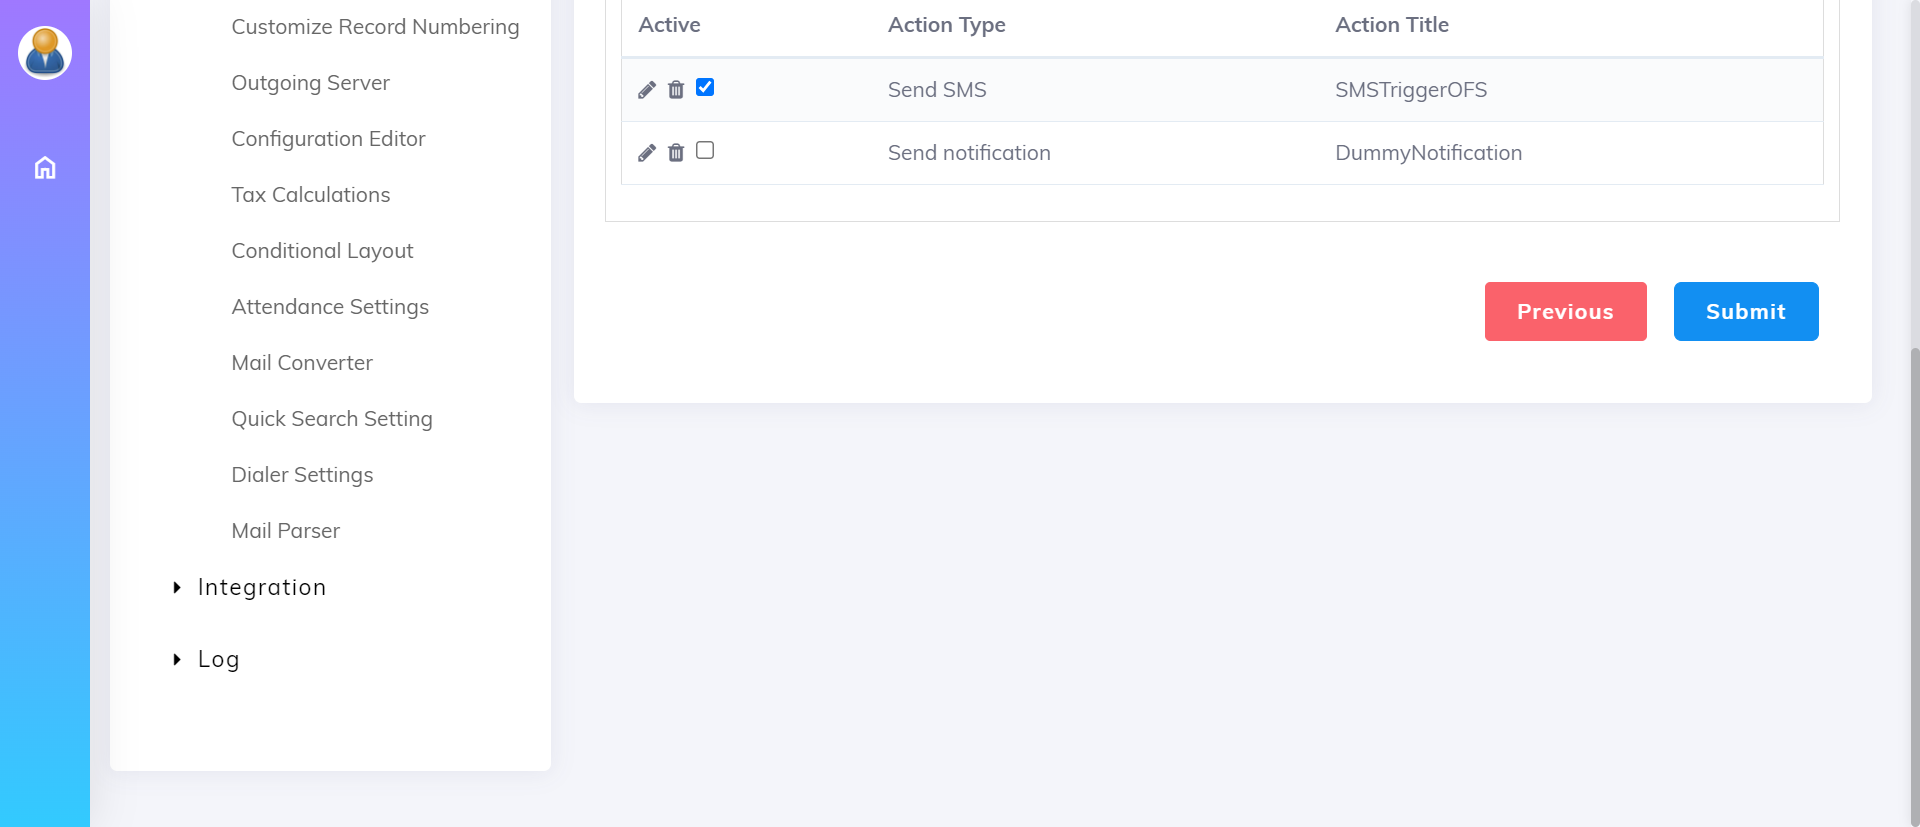 Customize Record Numbering
Outgoing Server
Configuration Editor
Tax Calculations
Conditional Layout
Attendance Settings
Mail Converter
Quick Search Setting
Dialer Settings
Mail Parser
Integration
Log
Active Action Type Action Title
Send SMS SMSTriggerOFS
Send notification DummyNotification
Previous Submit